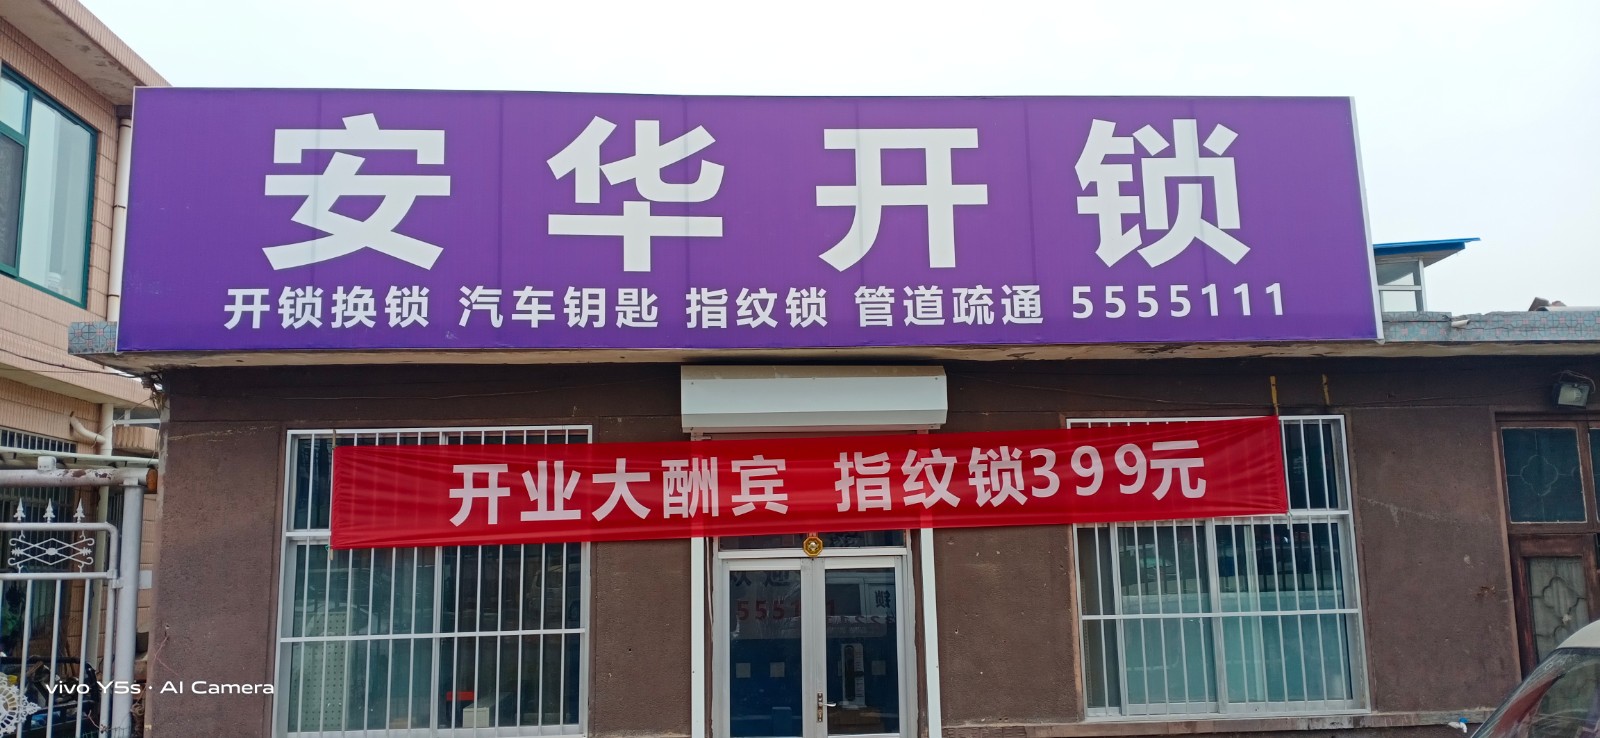 安华开锁
开锁换锁 汽车钥匙 指纹锁 管道疏通 5555111
开业大酬宾 指纹锁399元
vivo Y5s · AI Camera